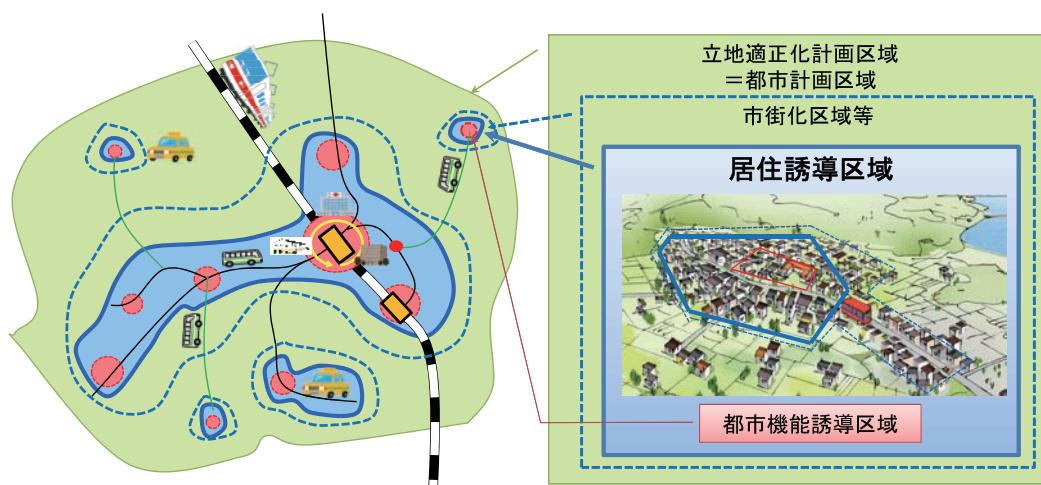 立地適正化計画区域
＝都市計画区域
市街化区域等
居住誘導区域
都市機能誘導区域